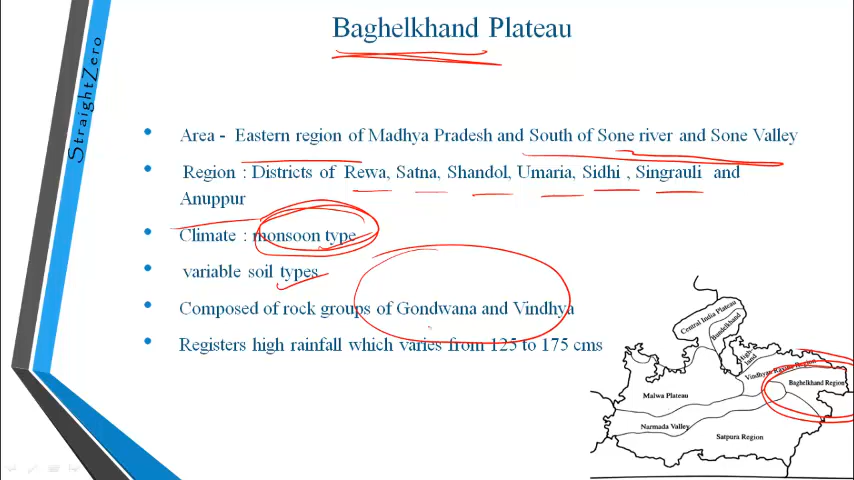 Baghelkhand Plateau
StraightZero
Area - Eastern region of Madhya Pradesh and South of Sone river and Sone Valley
Region : Districts of Rewa, Satna, Shandol, Umaria, Sidhi , Singrauli and
Anuppur
Climate : monsoon type
variable soil types
Composed of rock groups of Gondwana and Vindhya
Registers high rainfall which varies from 125 to 175 cms
Central India Plateau
Bundelkhand
Baghelkhand Region
Malwa Plateau
Narmada Valley
Satpura Region